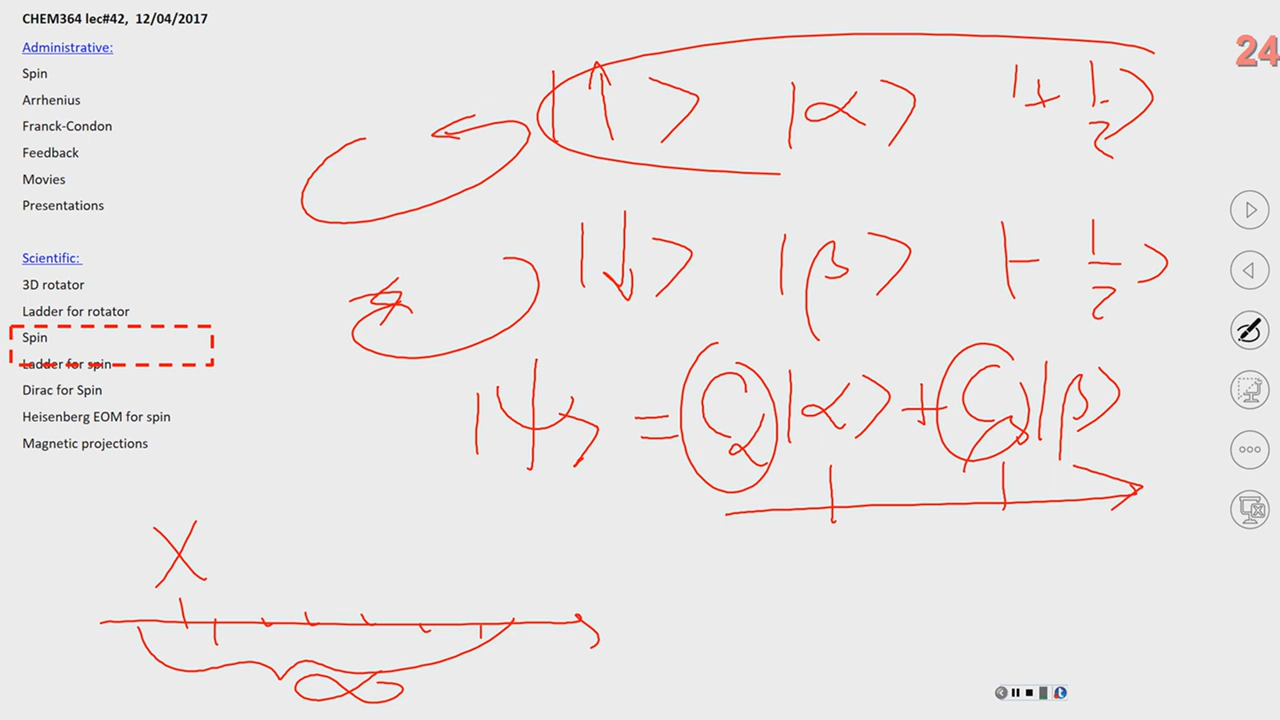 CHEM364 lec#42, 12/04/2017
24
Administrative:
Spin
Arrhenius
Franck-Condon
Feedback
Movies
Presentations
Scientific:
3D rotator
Ladder for rotator
Spin
Ladder for spin
Dirac for Spin
Heisenberg EOM for spin
Magnetic projections
|↑> |α> |+1/2>
|↓> |β> |-1/2>
|ψ> = C_α|α> + C_β|β>
X
∞